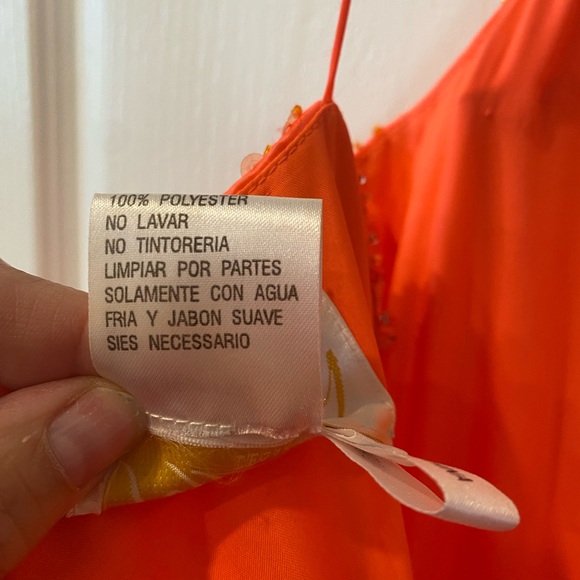 100% POLYESTER
NO LAVAR
NO TINTORERIA
LIMPIAR POR PARTES
SOLAMENTE CON AGUA
FRIA Y JABON SUAVE
SIES NECESSARIO